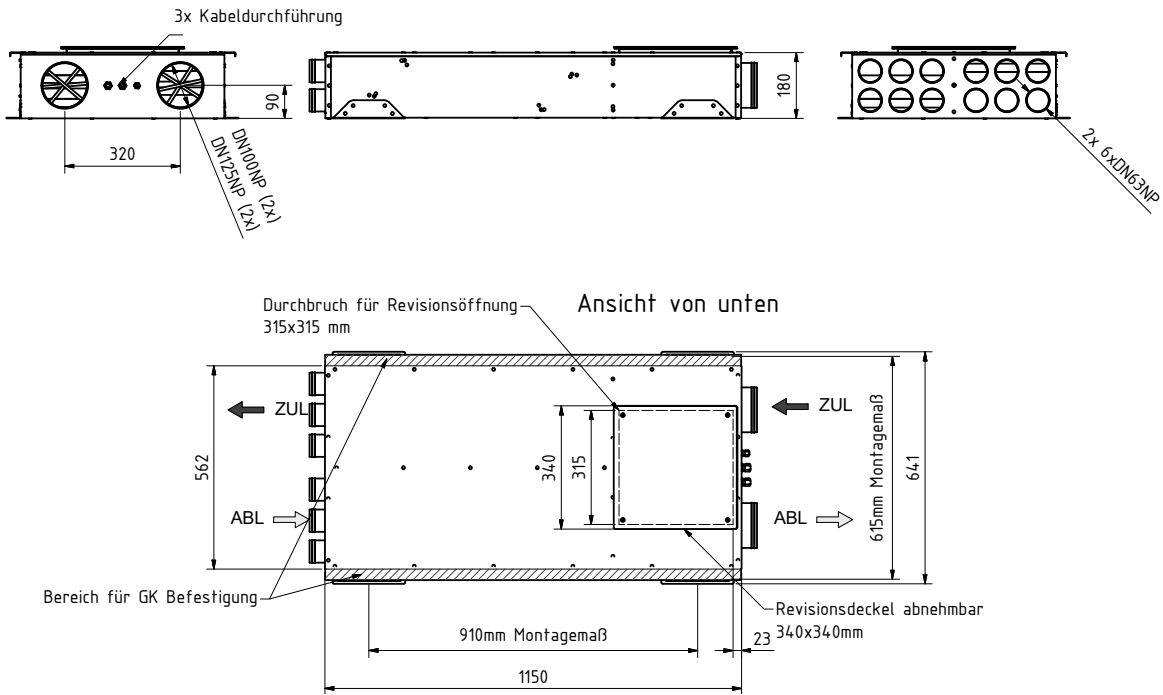 3x Kabeldurchführung
90
320
DN100NP (2x)
DN125NP (2x)
180
2x 6xDN63NP
Durchbruch für Revisionsöffnung
315x315 mm
Ansicht von unten
ZUL
ZUL
562
340
315
615mm Montagemaß
641
ABL
ABL
Bereich für GK Befestigung
Revisionsdeckel abnehmbar
340x340mm
910mm Montagemaß
23
1150